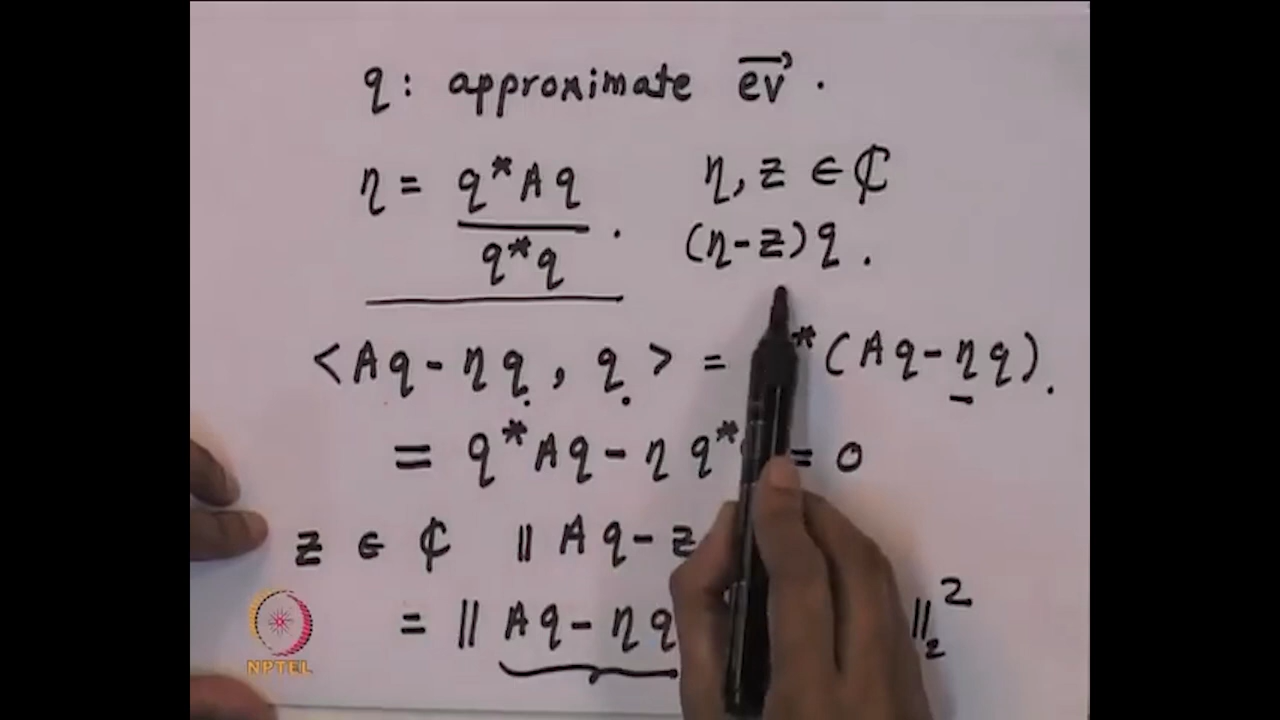 q : approximate ev⃗ .
η = q*Aq / q*q . η, z ∈ ℂ
(η-z) q .
< Aq - ηq , q > = * (Aq - ηq) .
= q*Aq - η q* = 0
z ∈ ℂ || Aq - z
= || Aq - ηq ||₂²
NPTEL